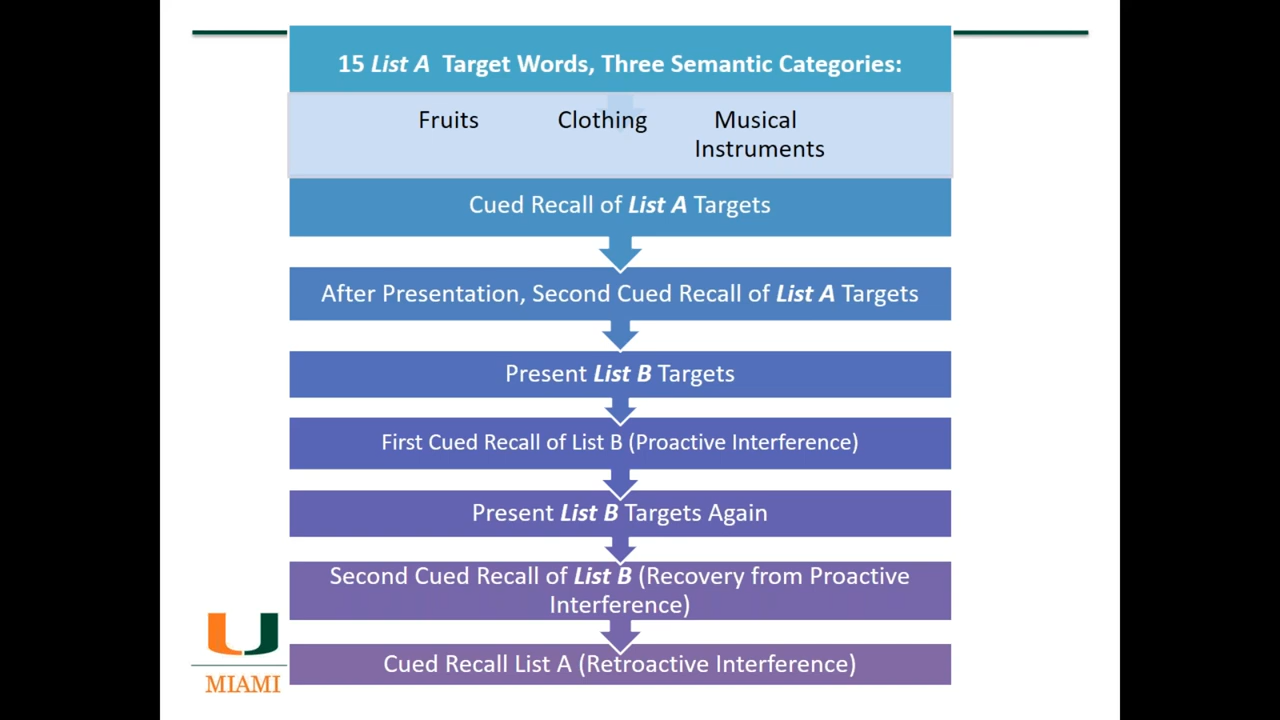 15 List A Target Words, Three Semantic Categories:
Fruits
Clothing
Musical
Instruments
Cued Recall of List A Targets
After Presentation, Second Cued Recall of List A Targets
Present List B Targets
First Cued Recall of List B (Proactive Interference)
Present List B Targets Again
Second Cued Recall of List B (Recovery from Proactive
Interference)
Cued Recall List A (Retroactive Interference)
U
MIAMI